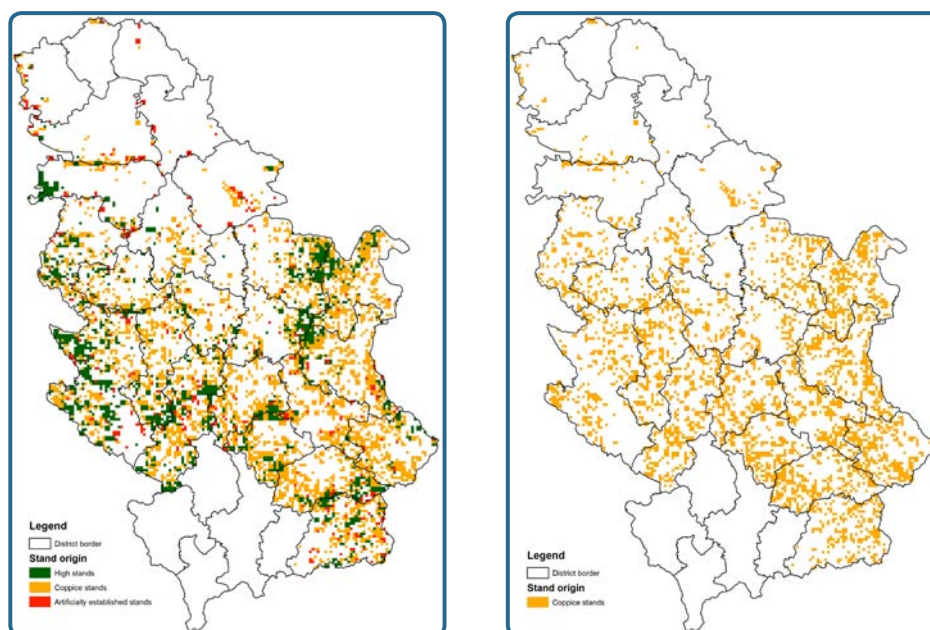 Legend
District border
Stand origin
High stands
Coppice stands
Artificially established stands
Legend
District border
Stand origin
Coppice stands